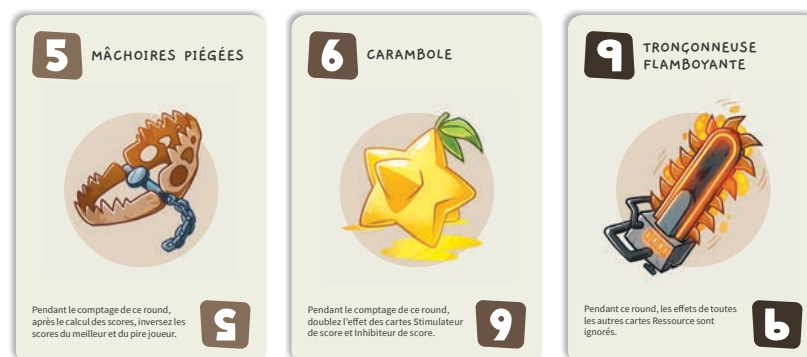 5 MÂCHOIRES PIÉGÉES
Pendant le comptage de ce round,
après le calcul des scores, inversez les
scores du meilleur et du pire joueur.
5
6 CARAMBOLE
Pendant le comptage de ce round,
doublez l'effet des cartes Stimulateur
de score et Inhibiteur de score.
6
9 TRONÇONNEUSE
FLAMBOYANTE
Pendant ce round, les effets de toutes
les autres cartes Ressource sont
ignorés.
9